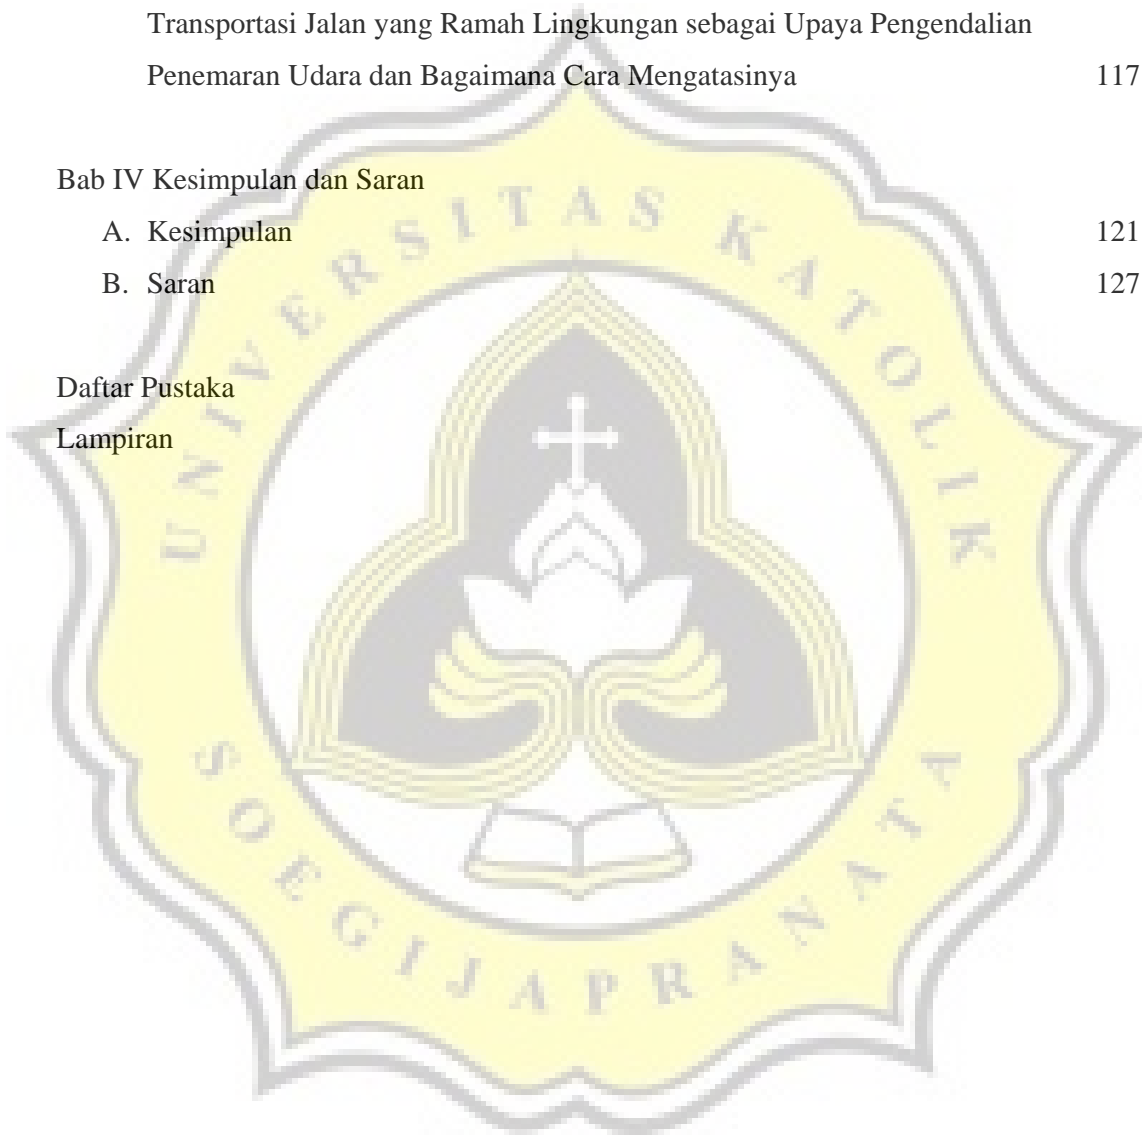 Transportasi Jalan yang Ramah Lingkungan sebagai Upaya Pengendalian
Penemaran Udara dan Bagaimana Cara Mengatasinya 117
Bab IV Kesimpulan dan Saran
A. Kesimpulan 121
B. Saran 127
Daftar Pustaka
Lampiran
UNIVERSITAS KATOLIK
SOEGIJAPRANATA